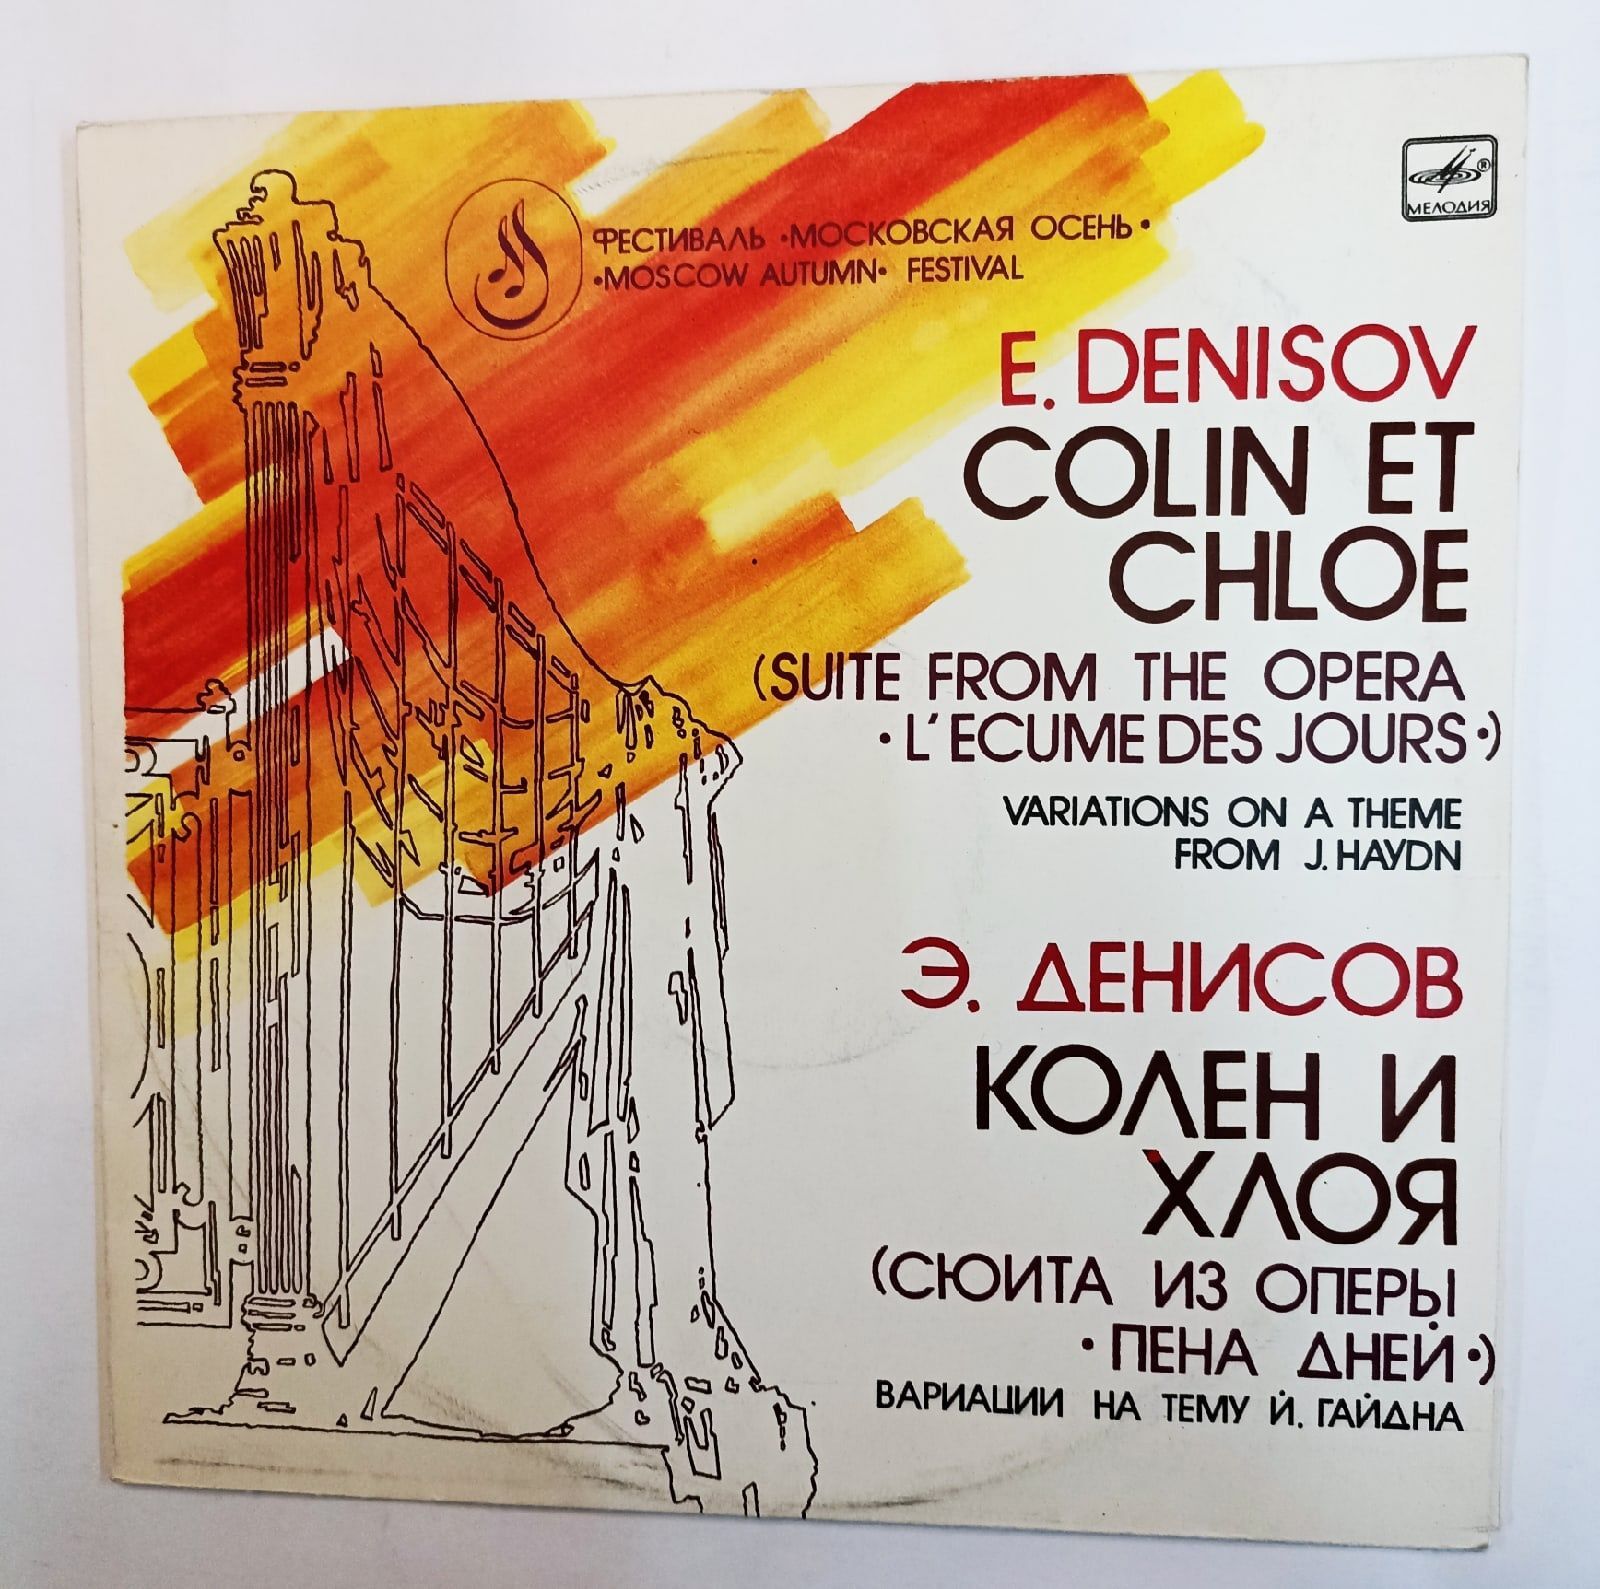 МЕЛОДИЯ ®
ФЕСТИВАЛЬ •МОСКОВСКАЯ ОСЕНЬ•
•MOSCOW AUTUMN• FESTIVAL
E. DENISOV
COLIN ET
CHLOE
(SUITE FROM THE OPERA
•L'ECUME DES JOURS•)
VARIATIONS ON A THEME
FROM J. HAYDN
Э. ДЕНИСОВ
КОЛЕН И
ХЛОЯ
(СЮИТА ИЗ ОПЕРЫ
•ПЕНА ДНЕЙ•)
ВАРИАЦИИ НА ТЕМУ Й. ГАЙДНА